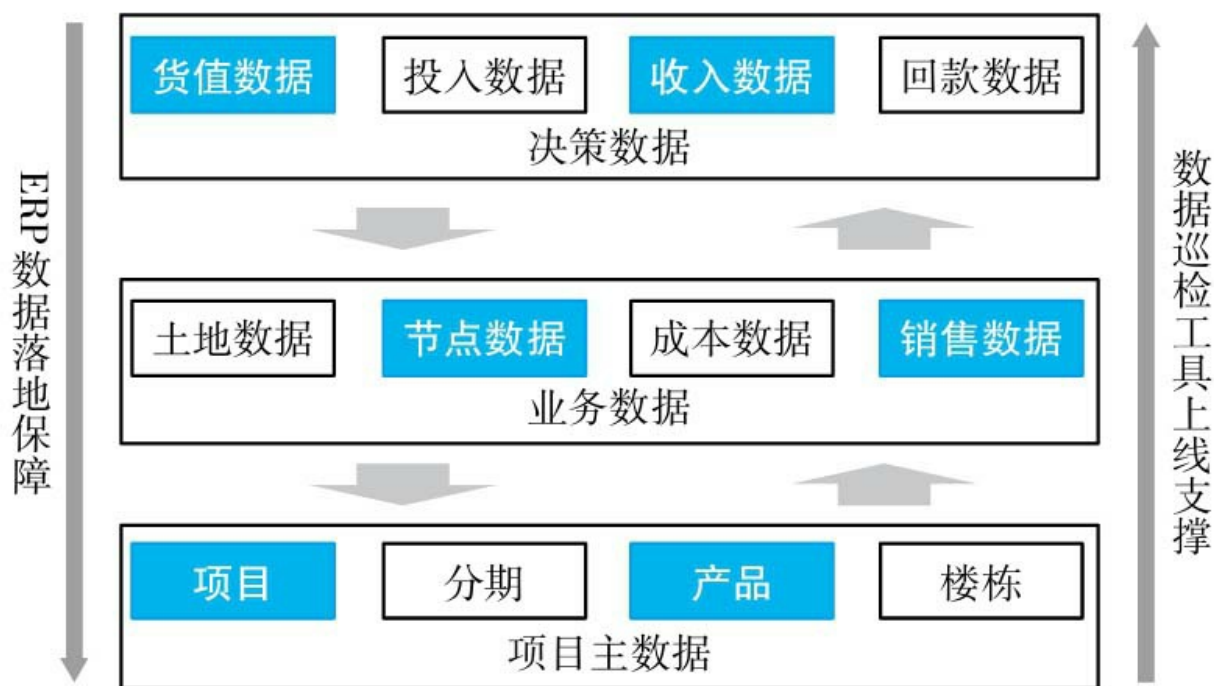 货值数据
投入数据
收入数据
回款数据
决策数据
ERP数据落地保障
数据巡检工具上线支撑
土地数据
节点数据
成本数据
销售数据
业务数据
项目
分期
产品
楼栋
项目主数据